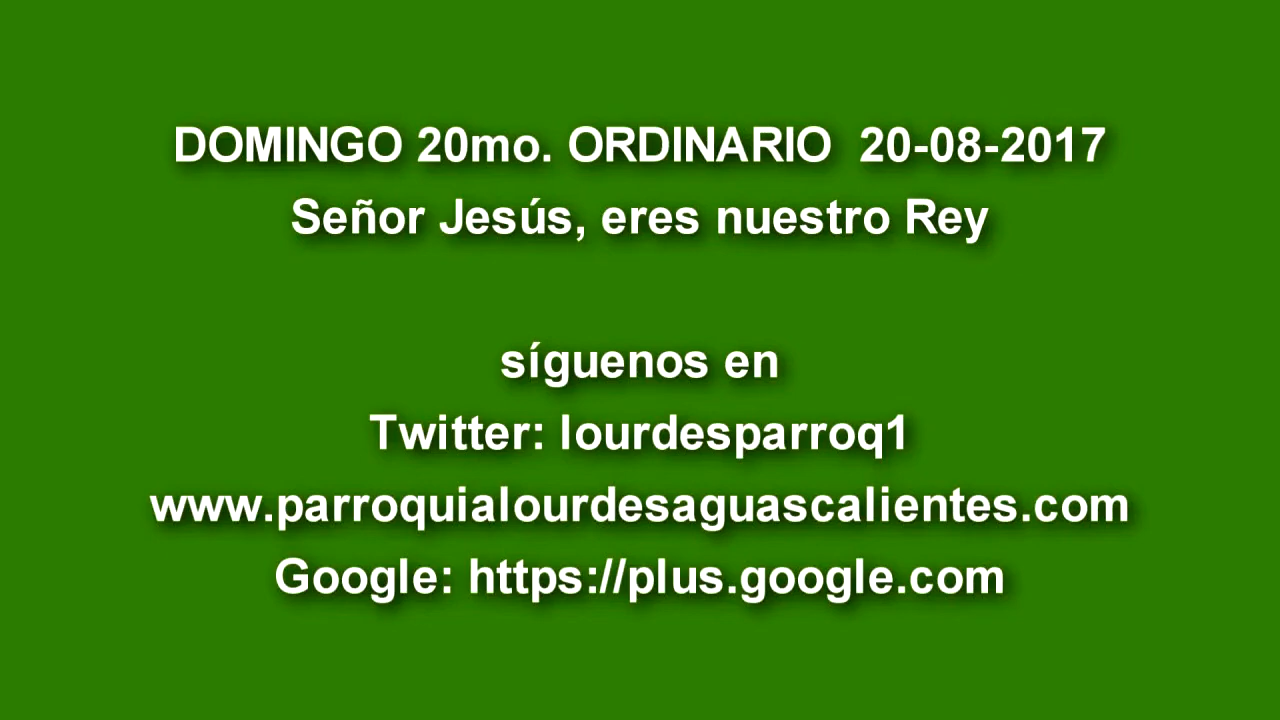 DOMINGO 20mo. ORDINARIO  20-08-2017
Señor Jesús, eres nuestro Rey
síguenos en
Twitter: lourdesparroq1
www.parroquialourdesaguascalientes.com
Google: https://plus.google.com